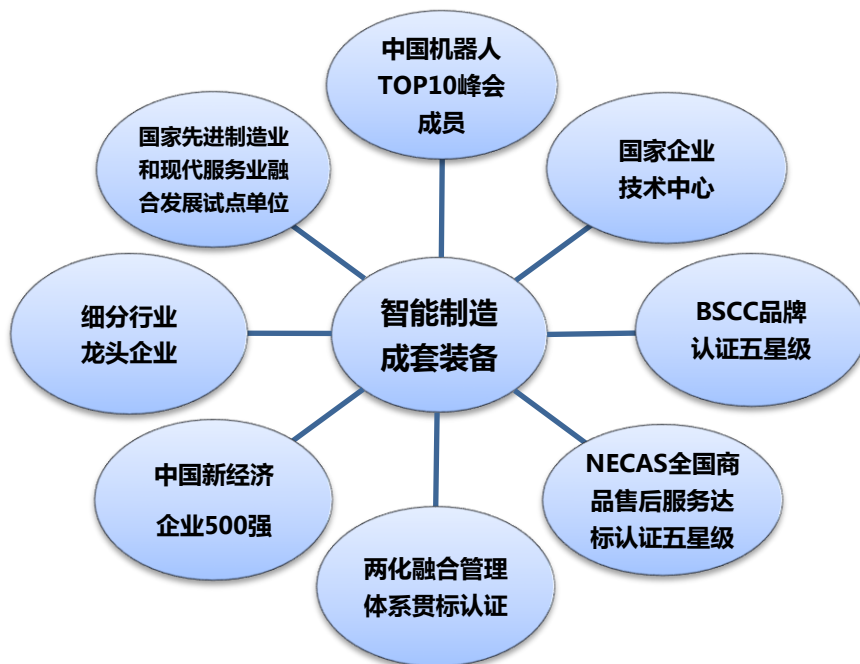 中国机器人
TOP10峰会
成员
国家先进制造业
和现代服务业融
合发展试点单位
国家企业
技术中心
细分行业
龙头企业
智能制造
成套装备
BSCC品牌
认证五星级
中国新经济
企业500强
NECAS全国商
品售后服务达
标认证五星级
两化融合管理
体系贯标认证